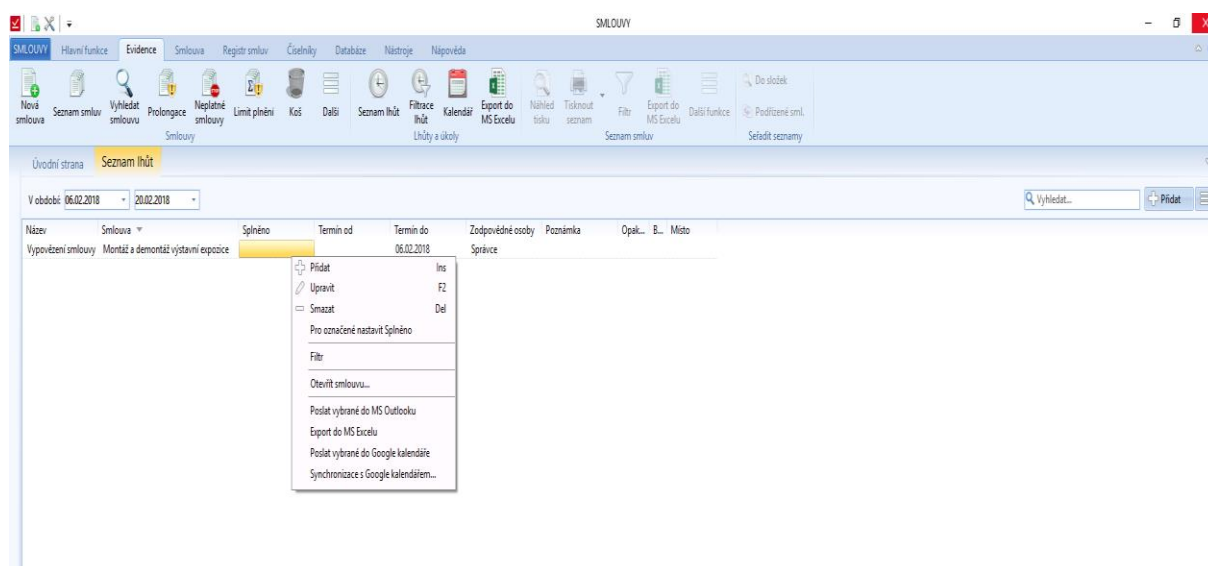 SMLOUVY
SMLOUVY Hlavní funkce Evidence Smlouva Registr smluv Číselníky Databáze Nástroje Nápověda
Nová smlouva
Seznam smluv
Vyhledat smlouvu
Prolongace
Neplatné smlouvy
Limit plnění
Koš
Další
Seznam lhůt
Filtrace lhůt
Kalendář
Export do MS Excelu
Náhled tisku
Tisknout seznam
Filtr
Export do MS Excelu
Další funkce
Do složek
Podřízené sml.
Smlouvy Lhůty a úkoly Seznam smluv Seřadit seznamy
Úvodní strana Seznam lhůt
V období: 06.02.2018 - 20.02.2018 Vyhledat... Přidat
Název Smlouva Splněno Termín od Termín do Zodpovědné osoby Poznámka Opak... B... Místo
Vypovězení smlouvy Montáž a demontáž výstavní expozice 06.02.2018 Správce
Přidat Ins
Upravit F2
Smazat Del
Pro označené nastavit Splněno
Filtr
Otevřít smlouvu...
Poslat vybrané do MS Outlooku
Export do MS Excelu
Poslat vybrané do Google kalendáře
Synchronizace s Google kalendářem...